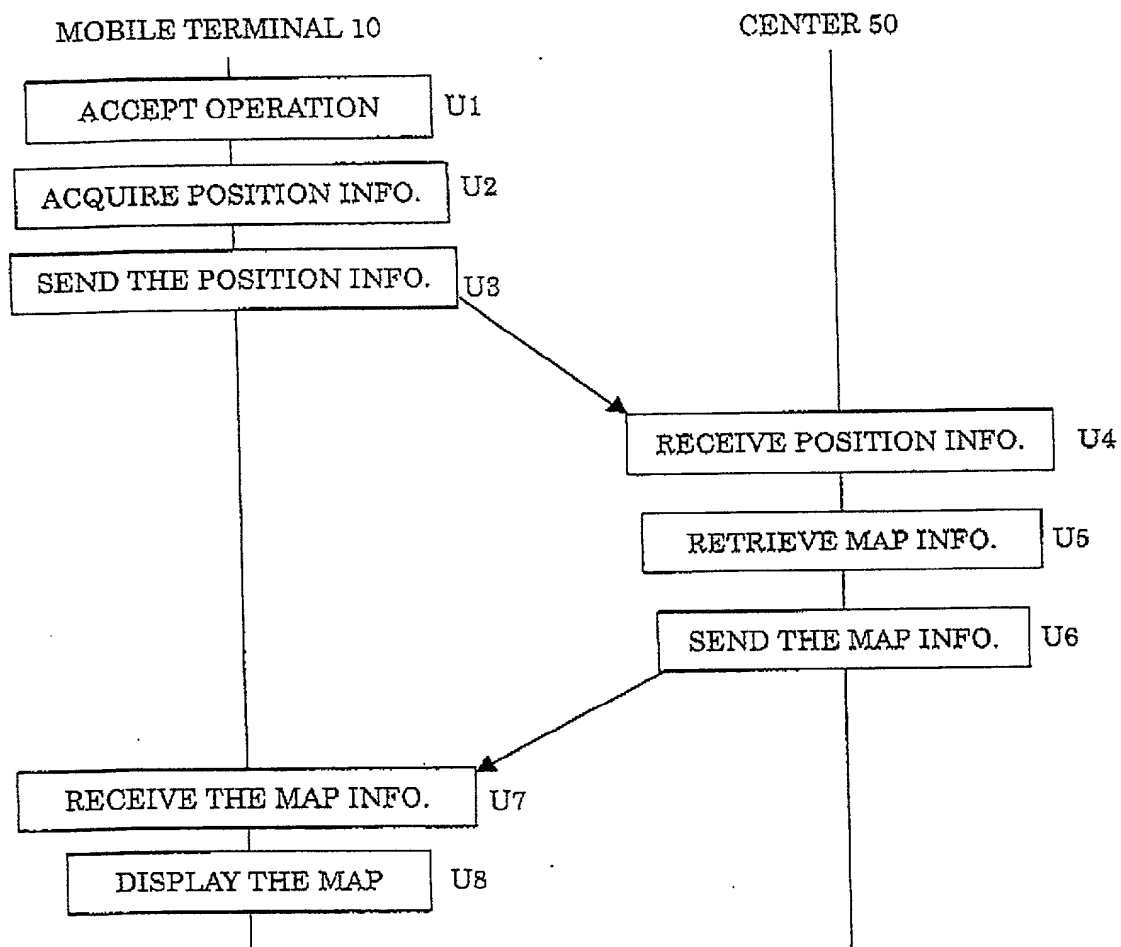 MOBILE TERMINAL 10
CENTER 50
ACCEPT OPERATION U1
ACQUIRE POSITION INFO. U2
SEND THE POSITION INFO. U3
RECEIVE POSITION INFO. U4
RETRIEVE MAP INFO. U5
SEND THE MAP INFO. U6
RECEIVE THE MAP INFO. U7
DISPLAY THE MAP U8